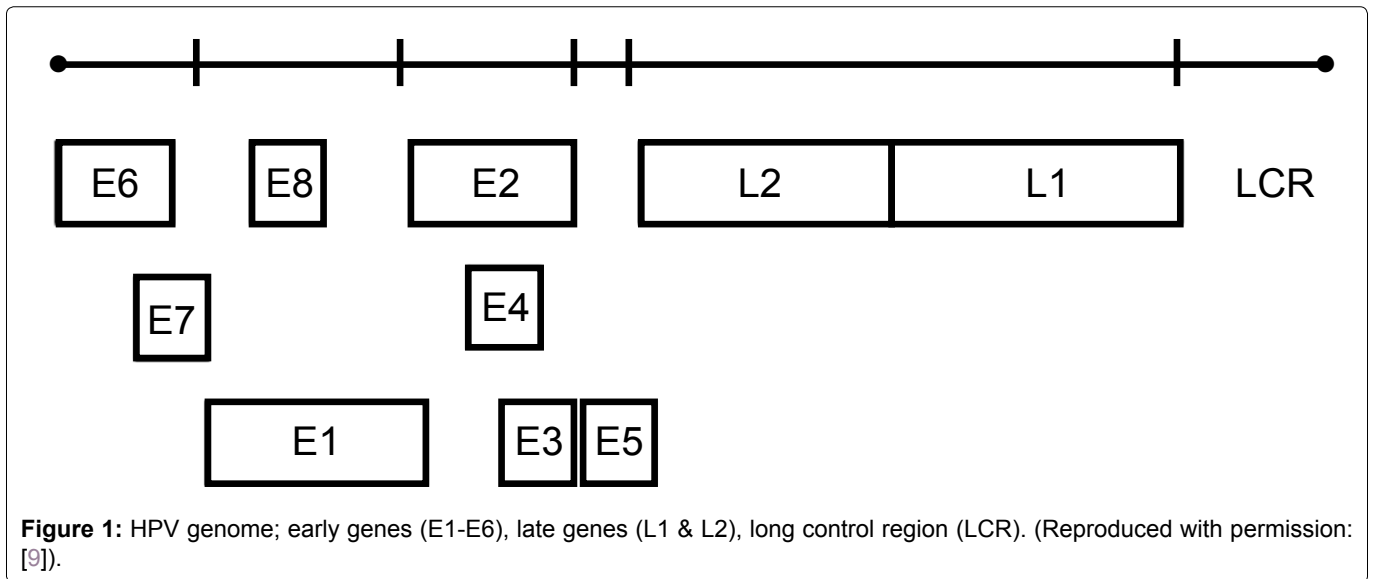 E6 E8 E2 L2 L1 LCR
E7 E4
E1 E3 E5
Figure 1: HPV genome; early genes (E1-E6), late genes (L1 & L2), long control region (LCR). (Reproduced with permission:
[9]).